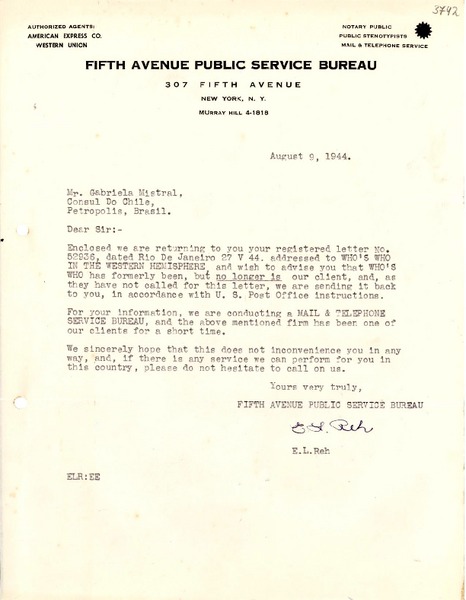 3742
AUTHORIZED AGENTS:
AMERICAN EXPRESS CO.
WESTERN UNION
NOTARY PUBLIC
PUBLIC STENOTYPISTS
MAIL & TELEPHONE SERVICE
FIFTH AVENUE PUBLIC SERVICE BUREAU
307 FIFTH AVENUE
NEW YORK, N. Y.
MURRAY HILL 4-1818
August 9, 1944.
Mr. Gabriela Mistral,
Consul Do Chile,
Petropolis, Brasil.
Dear Sir:-
Enclosed we are returning to you your registered letter No.
52936, dated Rio De Janeiro 27 V 44. addressed to WHO'S WHO
IN THE WESTERN HEMISPHERE, and wish to advise you that WHO'S
WHO has formerly been, but no longer is our client, and, as
they have not called for this letter, we are sending it back
to you, in accordance with U. S. Post Office instructions.
For your information, we are conducting a MAIL & TELEPHONE
SERVICE BUREAU, and the above mentioned firm has been one of
our clients for a short time.
We sincerely hope that this does not inconvenience you in any
way, and, if there is any service we can perform for you in
this country, please do not hesitate to call on us.
Yours very truly,
FIFTH AVENUE PUBLIC SERVICE BUREAU
E. L. Reh
E.L.Reh
ELR:EE